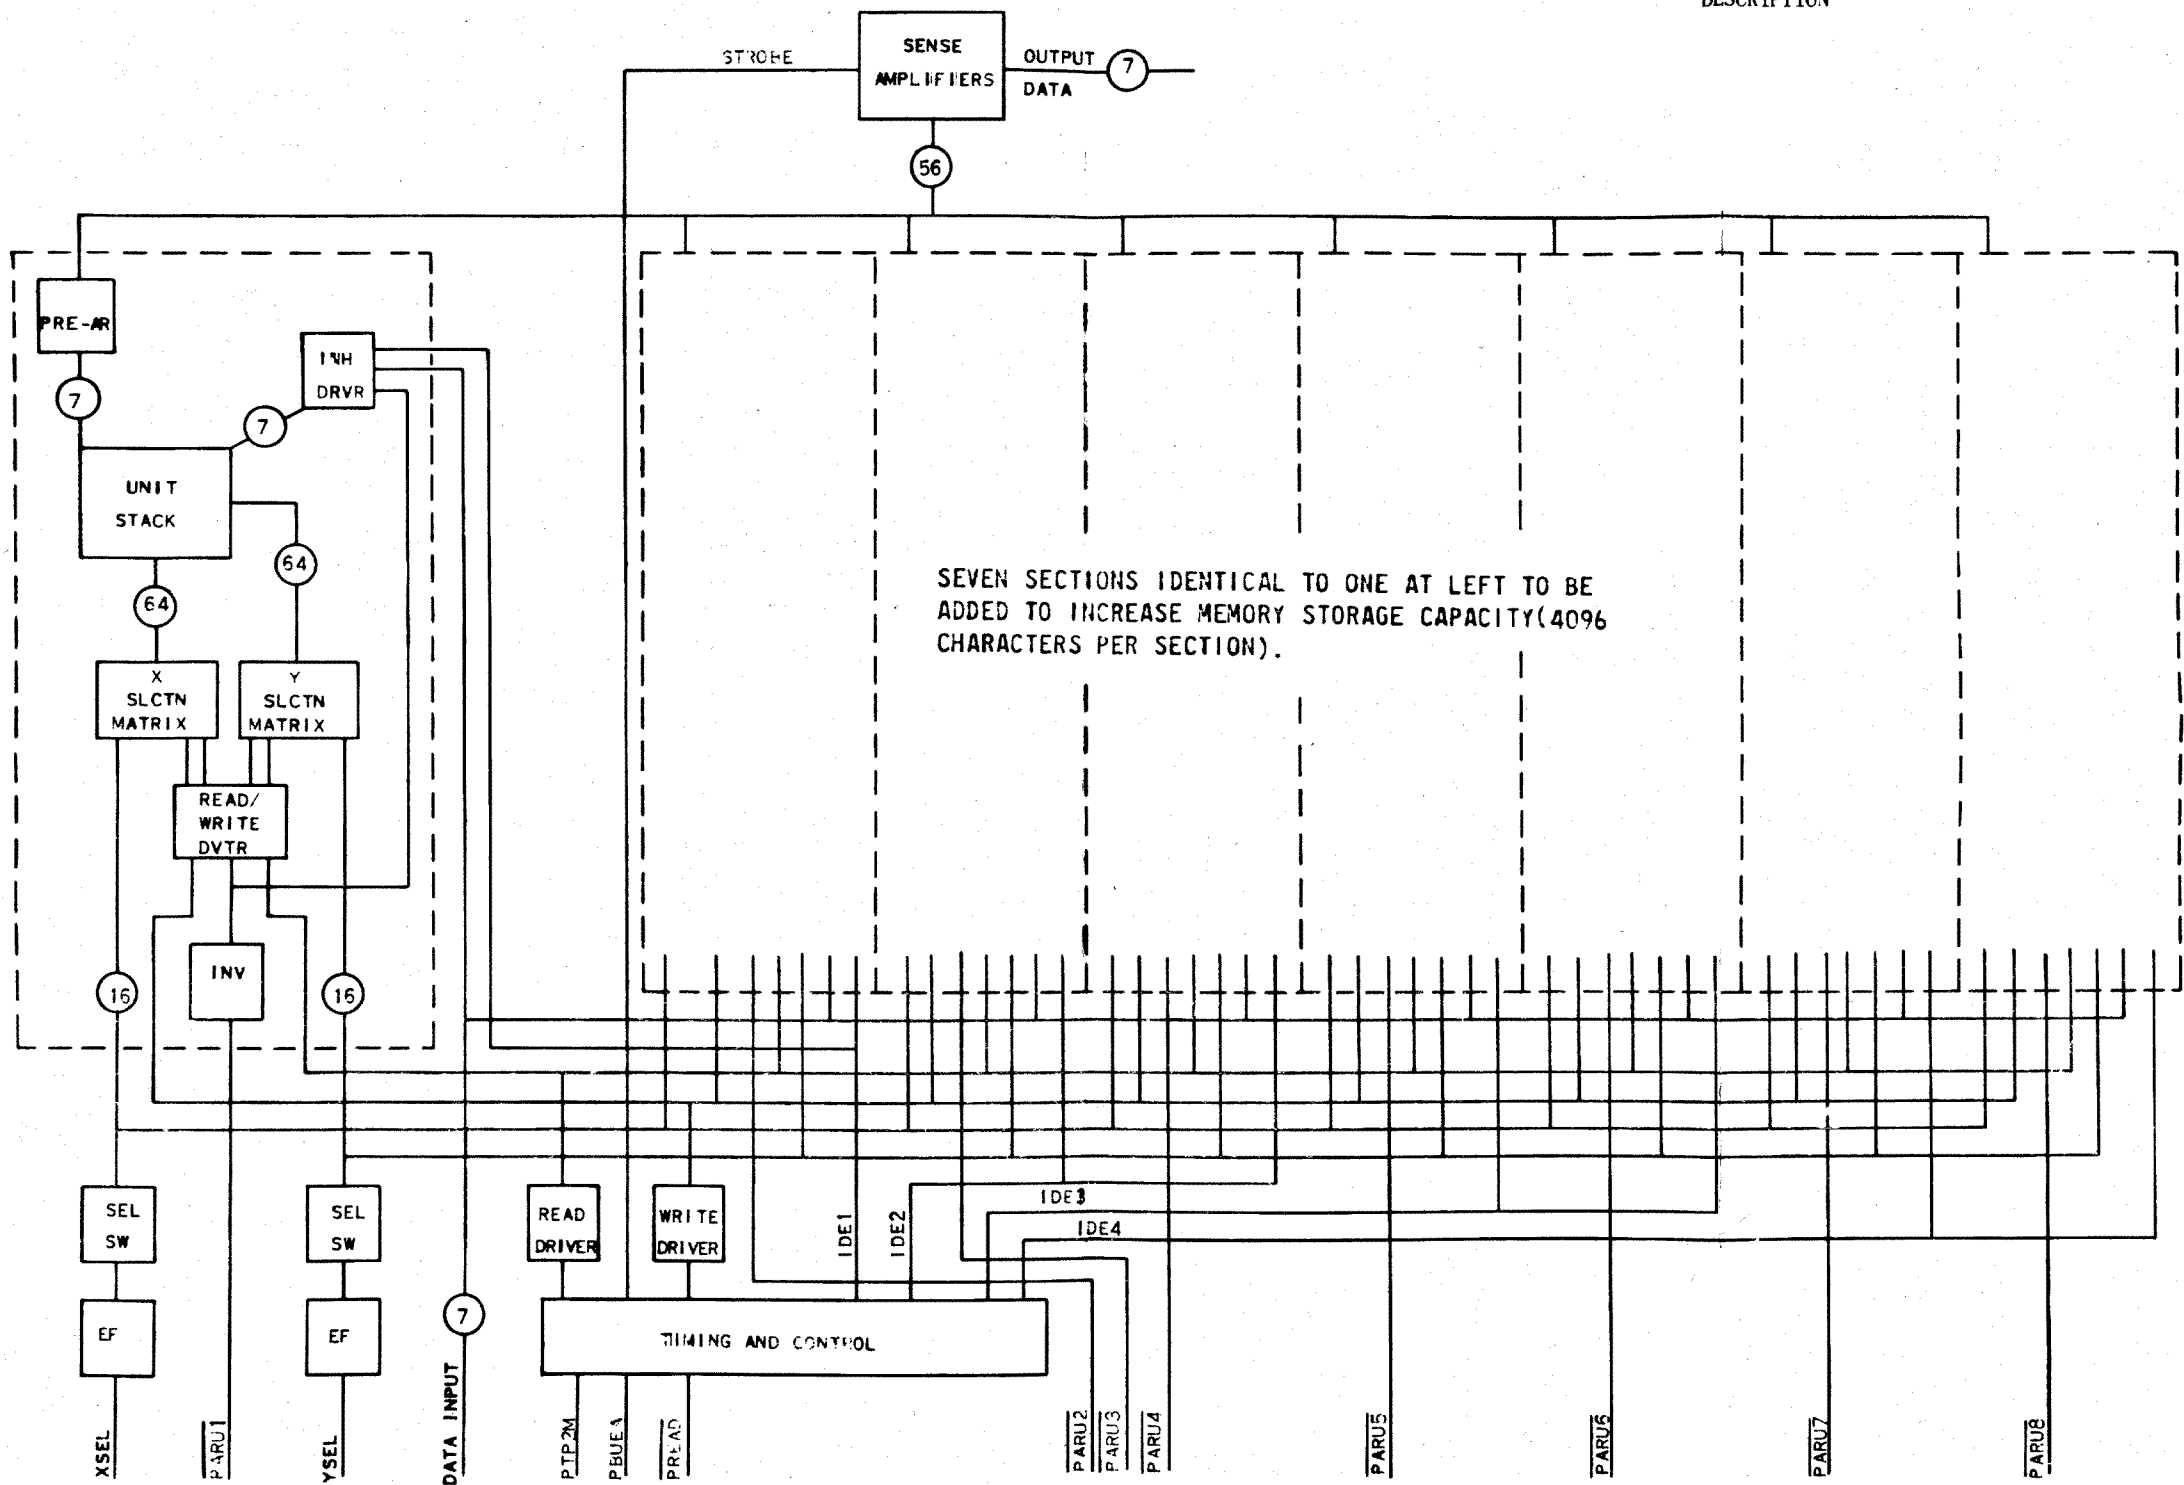 DESCRIPTION
STROBE
SENSE
AMPLIFIERS
OUTPUT
DATA
7
56
PRE-AR
INH
DRVR
7
7
UNIT
STACK
64
64
SEVEN SECTIONS IDENTICAL TO ONE AT LEFT TO BE
ADDED TO INCREASE MEMORY STORAGE CAPACITY(4096
CHARACTERS PER SECTION).
X
SLCTN
MATRIX
Y
SLCTN
MATRIX
READ/
WRITE
DVTR
INV
16
16
SEL
SW
SEL
SW
READ
DRIVER
WRITE
DRIVER
IDE1
IDE2
IDE3
IDE4
EF
EF
7
TIMING AND CONTROL
XSEL
PARU1
YSEL
DATA INPUT
PTP2M
PBUEA
PREAD
PARU2
PARU3
PARU4
PARU5
PARU6
PARU7
PARU8